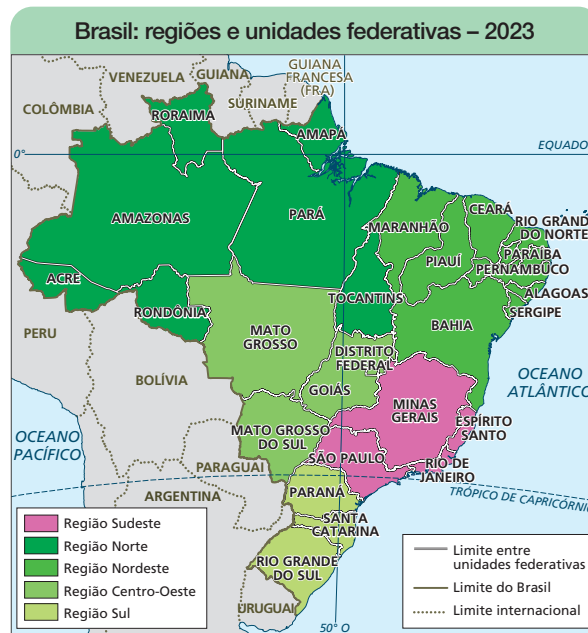 Brasil: regiões e unidades federativas – 2023
VENEZUELA
GUIANA
GUIANA
FRANCESA
(FRA)
SURINAME
COLÔMBIA
RORAIMA
AMAPÁ
EQUADO
0°
AMAZONAS
PARÁ
MARANHÃO
CEARÁ
RIO GRANDE
DO NORTE
PARAÍBA
PIAUÍ
PERNAMBUCO
ACRE
ALAGOAS
TOCANTINS
SERGIPE
RONDÔNIA
BAHIA
PERU
MATO
GROSSO
DISTRITO
FEDERAL
BOLÍVIA
GOIÁS
OCEANO
ATLÂNTICO
MINAS
GERAIS
ESPÍRITO
SANTO
OCEANO
PACÍFICO
MATO GROSSO
DO SUL
SÃO PAULO
RIO DE
JANEIRO
PARAGUAI
TRÓPICO DE CAPRICÓRNI
PARANÁ
ARGENTINA
SANTA
CATARINA
RIO GRANDE
DO SUL
URUGUAI
50° O
Região Sudeste
Região Norte
Região Nordeste
Região Centro-Oeste
Região Sul
Limite entre
unidades federativas
Limite do Brasil
Limite internacional